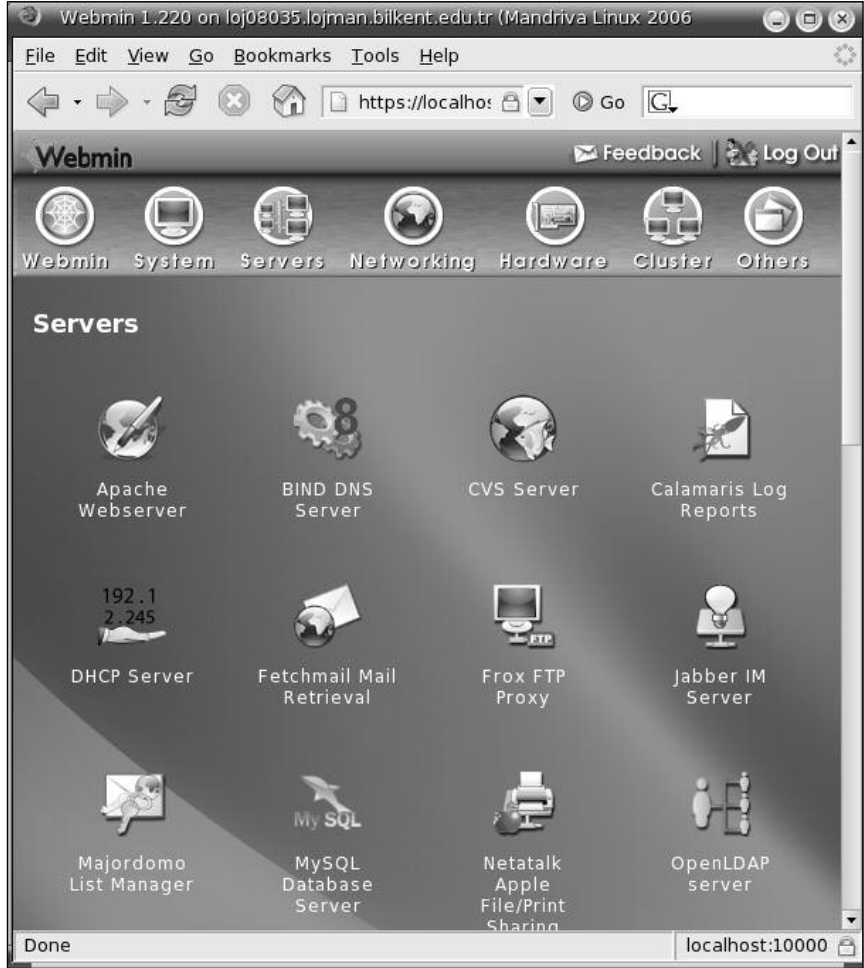 Webmin 1.220 on loj08035.lojman.bilkent.edu.tr (Mandriva Linux 2006
File Edit View Go Bookmarks Tools Help
https://localhos Go G
Webmin Feedback Log Out
Webmin System Servers Networking Hardware Cluster Others
Servers
8
Apache Webserver
BIND DNS Server
CVS Server
Calamaris Log Reports
192.1
2.245
FTP
DHCP Server
Fetchmail Mail Retrieval
Frox FTP Proxy
Jabber IM Server
My SQL
Majordomo List Manager
MySQL Database Server
Netatalk Apple File/Print Sharing
OpenLDAP server
Done localhost:10000